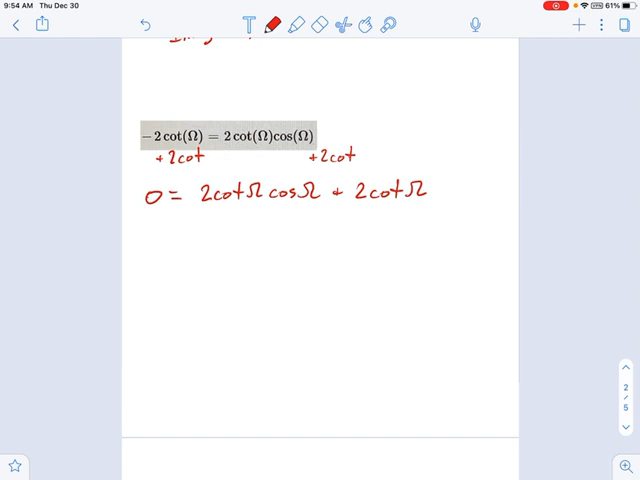 9:54 AM Thu Dec 30
VPN 61%
T
−2 cot(Ω) = 2 cot(Ω)cos(Ω)
+2cot +2cot
0 = 2cotΩ cosΩ + 2cotΩ
2
/
5